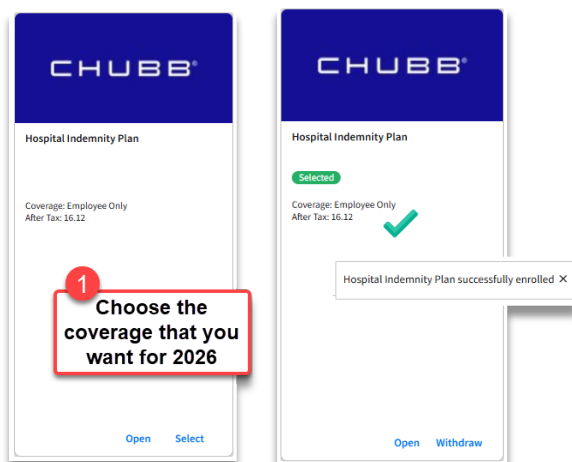 CHUBB®
Hospital Indemnity Plan
Coverage: Employee Only
After Tax: 16.12
1
Choose the
coverage that you
want for 2026
Open Select
CHUBB®
Hospital Indemnity Plan
Selected
Coverage: Employee Only
After Tax: 16.12
Hospital Indemnity Plan successfully enrolled ×
Open Withdraw